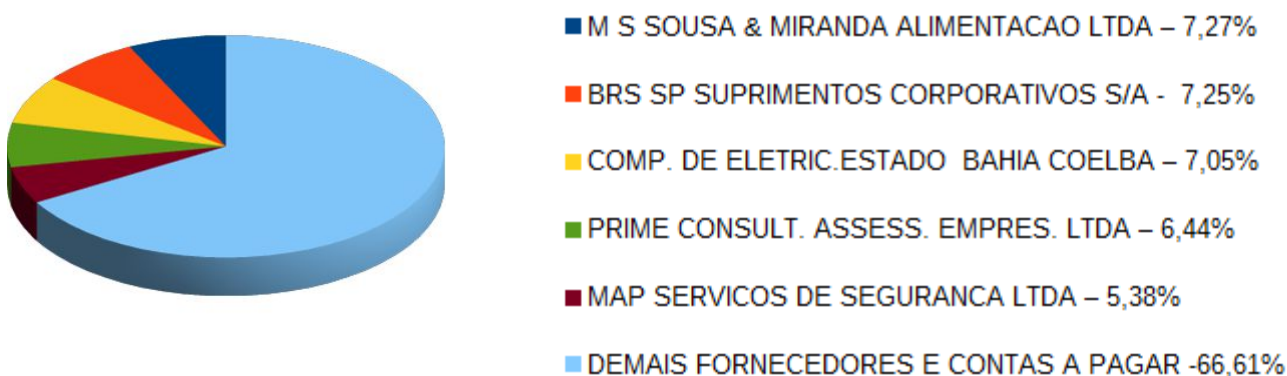 M S SOUSA & MIRANDA ALIMENTACAO LTDA – 7,27%
BRS SP SUPRIMENTOS CORPORATIVOS S/A -  7,25%
COMP. DE ELETRIC.ESTADO  BAHIA COELBA – 7,05%
PRIME CONSULT. ASSESS. EMPRES. LTDA – 6,44%
MAP SERVICOS DE SEGURANCA LTDA – 5,38%
DEMAIS FORNECEDORES E CONTAS A PAGAR -66,61%